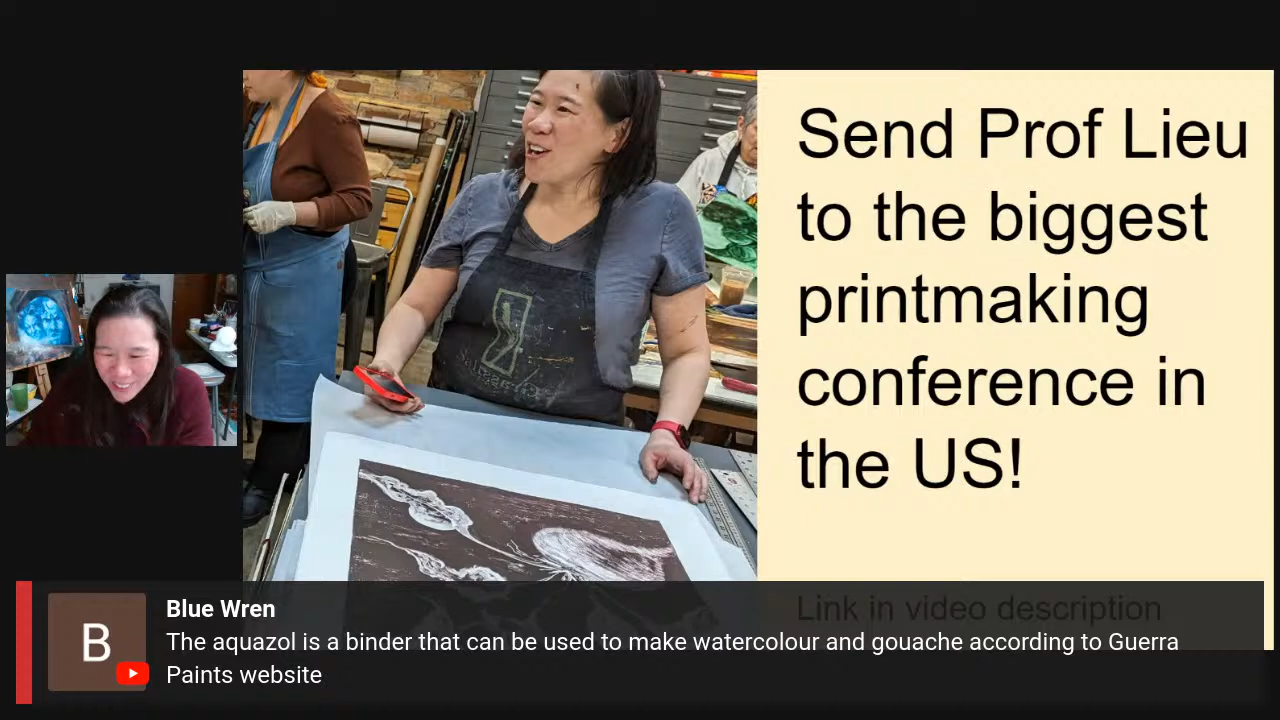 Send Prof Lieu
to the biggest
printmaking
conference in
the US!
Link in video description
B
Blue Wren
The aquazol is a binder that can be used to make watercolour and gouache according to Guerra
Paints website